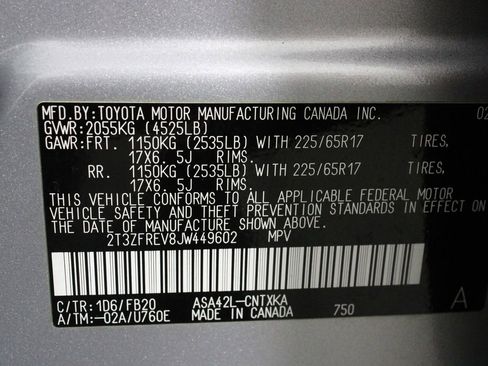 MFD.BY:TOYOTA MOTOR MANUFACTURING CANADA INC. 02
GVWR:2055KG (4525LB)
GAWR:FRT. 1150KG (2535LB) WITH 225/65R17 TIRES,
17X6. 5J RIMS.
RR. 1150KG (2535LB) WITH 225/65R17 TIRES,
17X6. 5J RIMS.
THIS VEHICLE CONFORMS TO ALL APPLICABLE FEDERAL MOTOR
VEHICLE SAFETY AND THEFT PREVENTION STANDARDS IN EFFECT ON
THE DATE OF MANUFACTURE SHOWN ABOVE.
2T3ZFREV8JW449602 MPV
C/TR:1D6/FB20 ASA42L-CNTXKA A
A/TM:-02A/U760E MADE IN CANADA 750